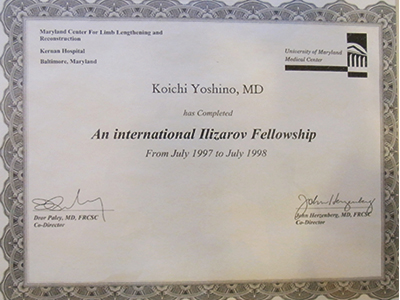 Maryland Center For Limb Lengthening and
Reconstruction
Kernan Hospital
Baltimore, Maryland
University of Maryland
Medical Center
Koichi Yoshino, MD
has Completed
An international Ilizarov Fellowship
From July 1997 to July 1998
Dror Paley, MD, FRCSC
Co-Director
John Herzenberg
John Herzenberg, MD, FRCSC
Co-Director